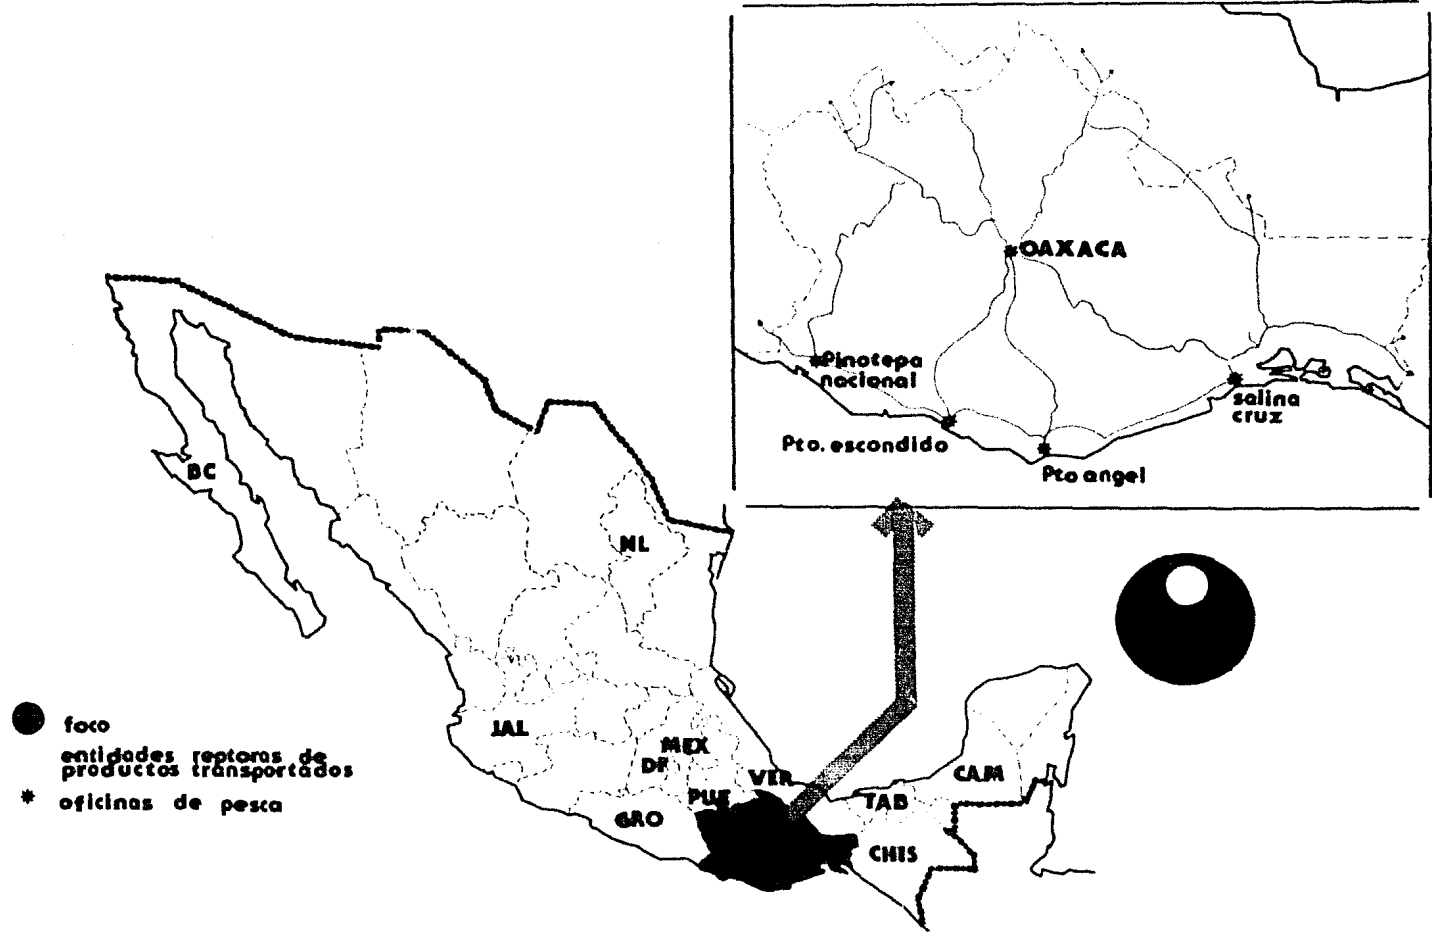 OAXACA
Pinotepa
nacional
salina
cruz
Pto. escondido
Pto angel
BC
NL
JAL
MEX
DF
VER
PUE
GRO
TAB
CAM
CHIS
foco
entidades reptoras de
productos transportados
* oficinas de pesca